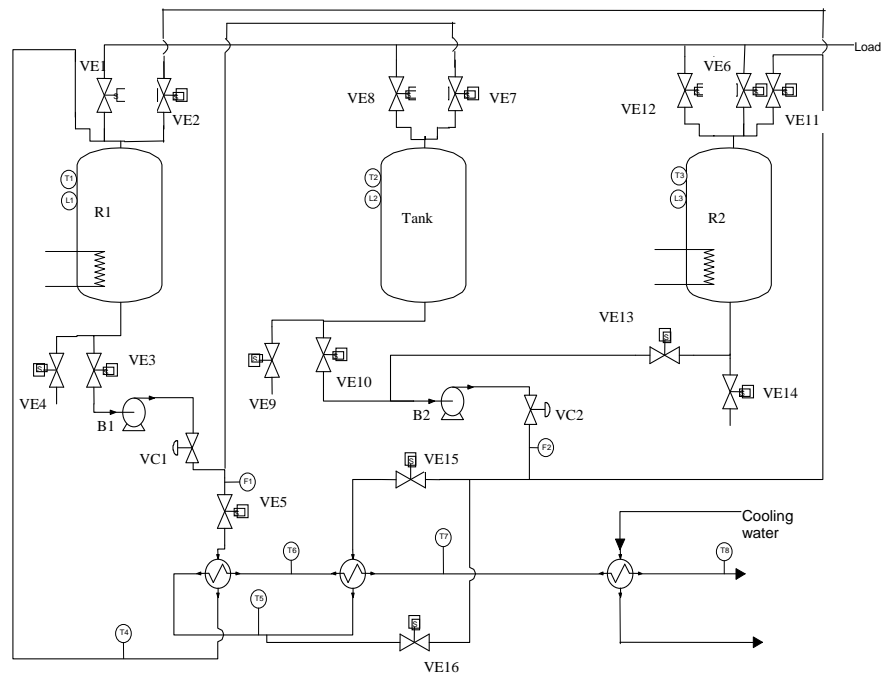 Load
VE1
VE2
VE8
VE7
VE6
VE12
VE11
T1
L1
R1
T2
L2
Tank
T3
L3
R2
VE13
S
S
VE3
S
VE10
VE4
VE9
VE14
B1
B2
VC2
VC1
F2
VE15
S
F1
VE5
Cooling
water
T6
T7
T8
T5
S
T4
VE16